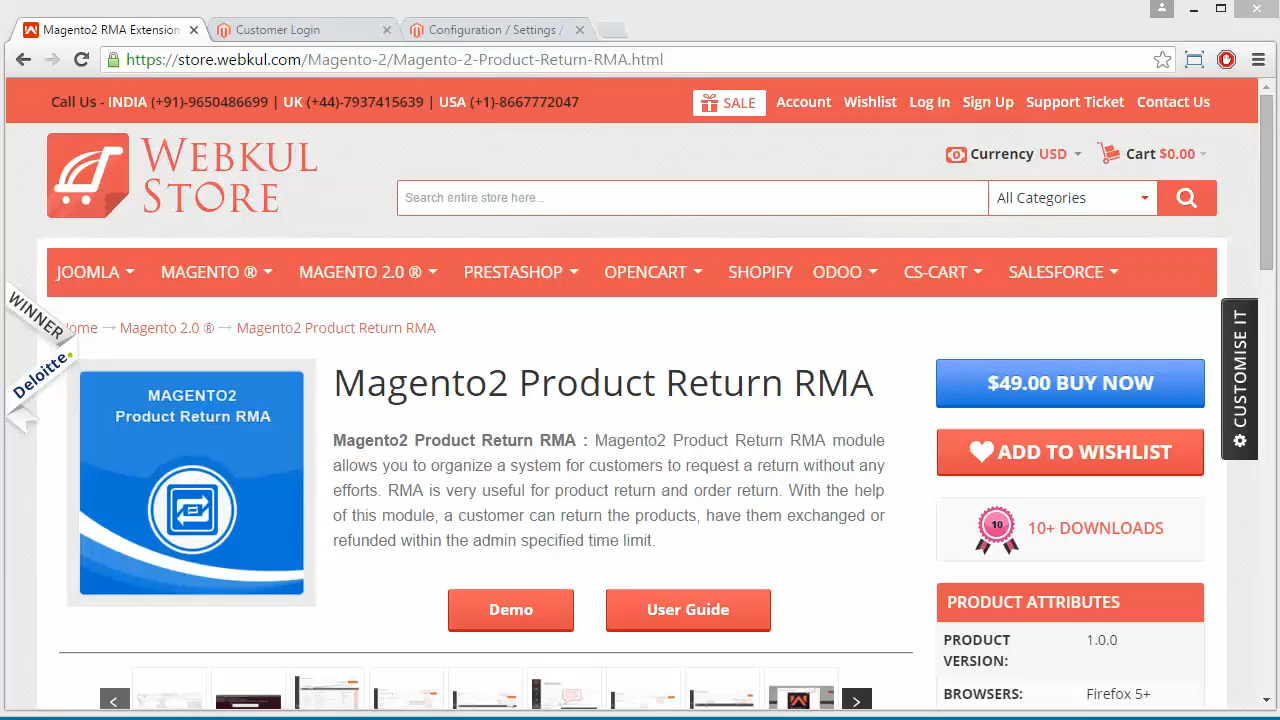 Magento2 RMA Extension
Customer Login
Configuration / Settings /
https://store.webkul.com/Magento-2/Magento-2-Product-Return-RMA.html
Call Us - INDIA (+91)-9650486699 | UK (+44)-7937415639 | USA (+1)-8667772047
SALE Account Wishlist Log In Sign Up Support Ticket Contact Us
WEBKUL
STORE
Currency USD Cart $0.00
Search entire store here...
All Categories
JOOMLA MAGENTO ® MAGENTO 2.0 ® PRESTASHOP OPENCART SHOPIFY ODOO CS-CART SALESFORCE
WINNER
Deloitte.
ome → Magento 2.0 ® → Magento2 Product Return RMA
MAGENTO2
Product Return RMA
Magento2 Product Return RMA
Magento2 Product Return RMA : Magento2 Product Return RMA module
allows you to organize a system for customers to request a return without any
efforts. RMA is very useful for product return and order return. With the help
of this module, a customer can return the products, have them exchanged or
refunded within the admin specified time limit.
Demo
User Guide
$49.00 BUY NOW
ADD TO WISHLIST
10
10+ DOWNLOADS
PRODUCT ATTRIBUTES
PRODUCT VERSION: 1.0.0
BROWSERS: Firefox 5+
CUSTOMISE IT